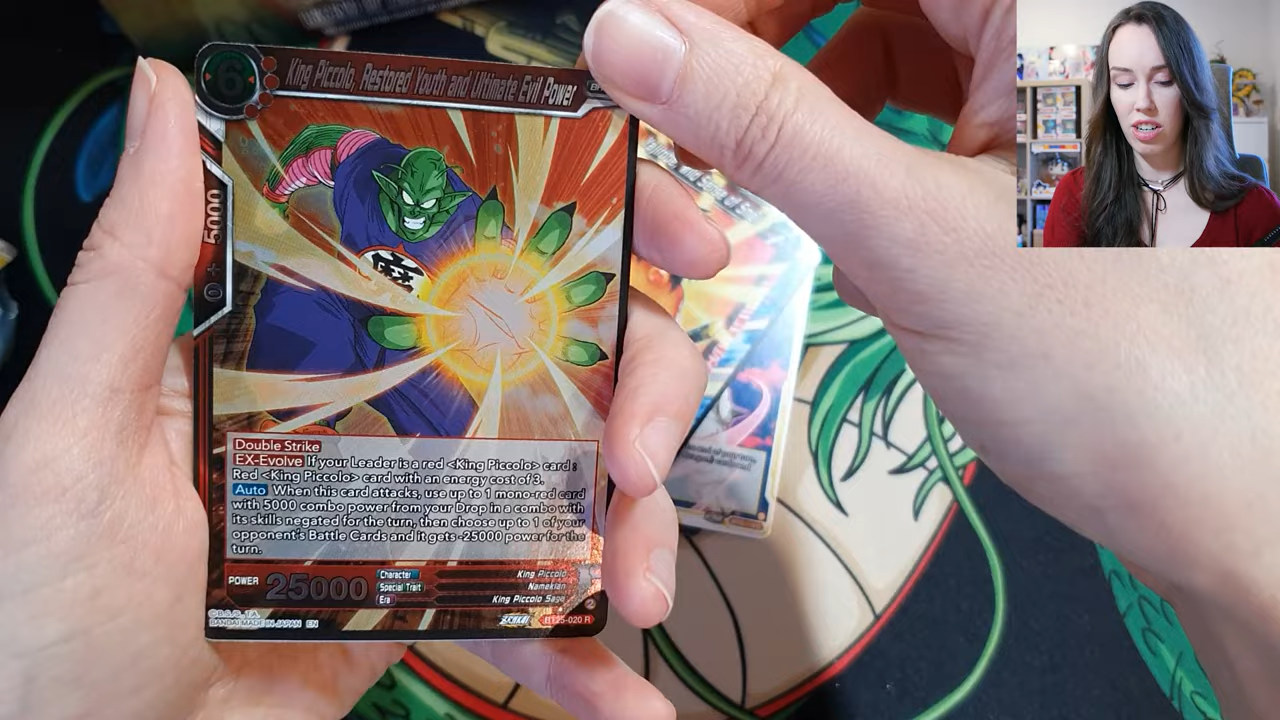 6
King Piccolo, Restored Youth and Ultimate Evil Power
5000
魔
Double Strike
EX-Evolve If your Leader is a red <King Piccolo> card :
Red <King Piccolo> card with an energy cost of 3.
Auto When this card attacks, use up to 1 mono-red card
with 5000 combo power from your Drop in a combo with
its skills negated for the turn, then choose up to 1 of your
opponent's Battle Cards and it gets -25000 power for the
turn.
POWER 25000
Character King Piccolo
Special Trait Namekian
Era King Piccolo Saga
©B.S./S., T.A.
BANDAI MADE IN JAPAN EN
BT25-020 R